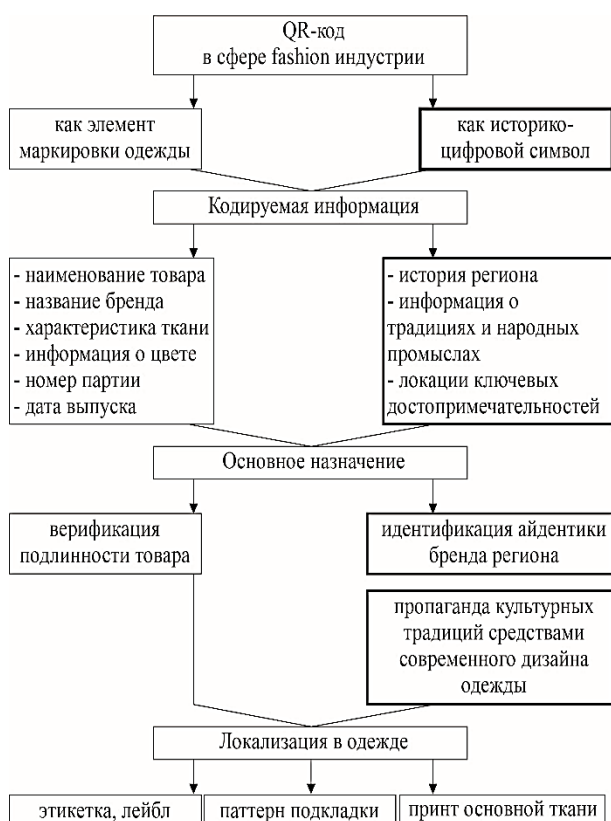 QR-код
в сфере fashion индустрии
как элемент
маркировки одежды
как историко-
цифровой символ
Кодируемая информация
- наименование товара
- название бренда
- характеристика ткани
- информация о цвете
- номер партии
- дата выпуска
- история региона
- информация о
традициях и народных
промыслах
- локации ключевых
достопримечательностей
Основное назначение
верификация
подлинности товара
идентификация айдентики
бренда региона
пропаганда культурных
традиций средствами
современного дизайна
одежды
Локализация в одежде
этикетка, лейбл
паттерн подкладки
принт основной ткани